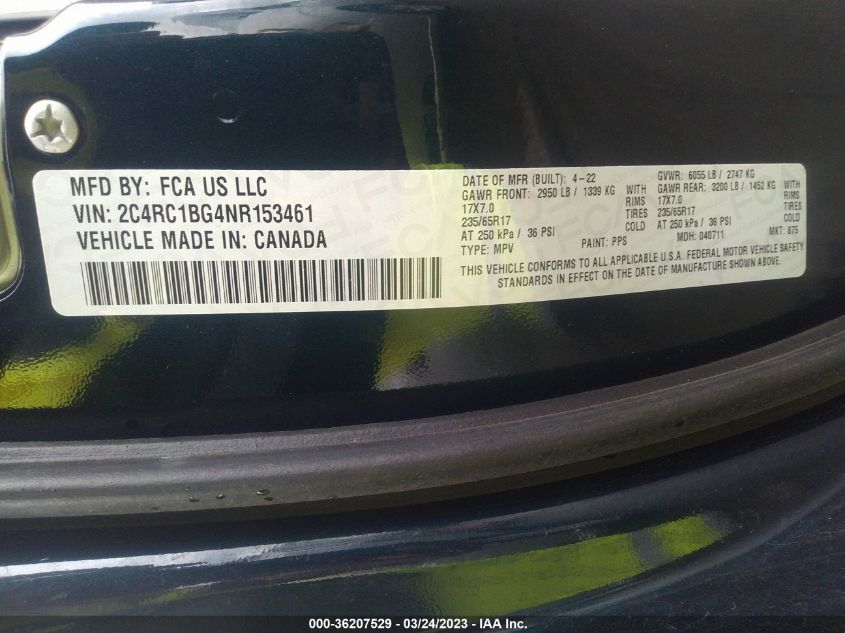 MFD BY: FCA US LLC
VIN: 2C4RC1BG4NR153461
VEHICLE MADE IN: CANADA
DATE OF MFR (BUILT): 4-22 GVWR: 6055 LB / 2747 KG
GAWR FRONT: 2950 LB / 1339 KG WITH GAWR REAR: 3200 LB / 1452 KG WITH
17X7.0 RIMS 17X7.0 RIMS
235/65R17 TIRES 235/65R17 TIRES
AT 250 kPa / 36 PSI COLD AT 250 kPa / 36 PSI COLD
TYPE: MPV PAINT: PPS MDH: 040711 MKT: 875
THIS VEHICLE CONFORMS TO ALL APPLICABLE U.S.A. FEDERAL MOTOR VEHICLE SAFETY
STANDARDS IN EFFECT ON THE DATE OF MANUFACTURE SHOWN ABOVE.
000-36207529 - 03/24/2023 - IAA Inc.